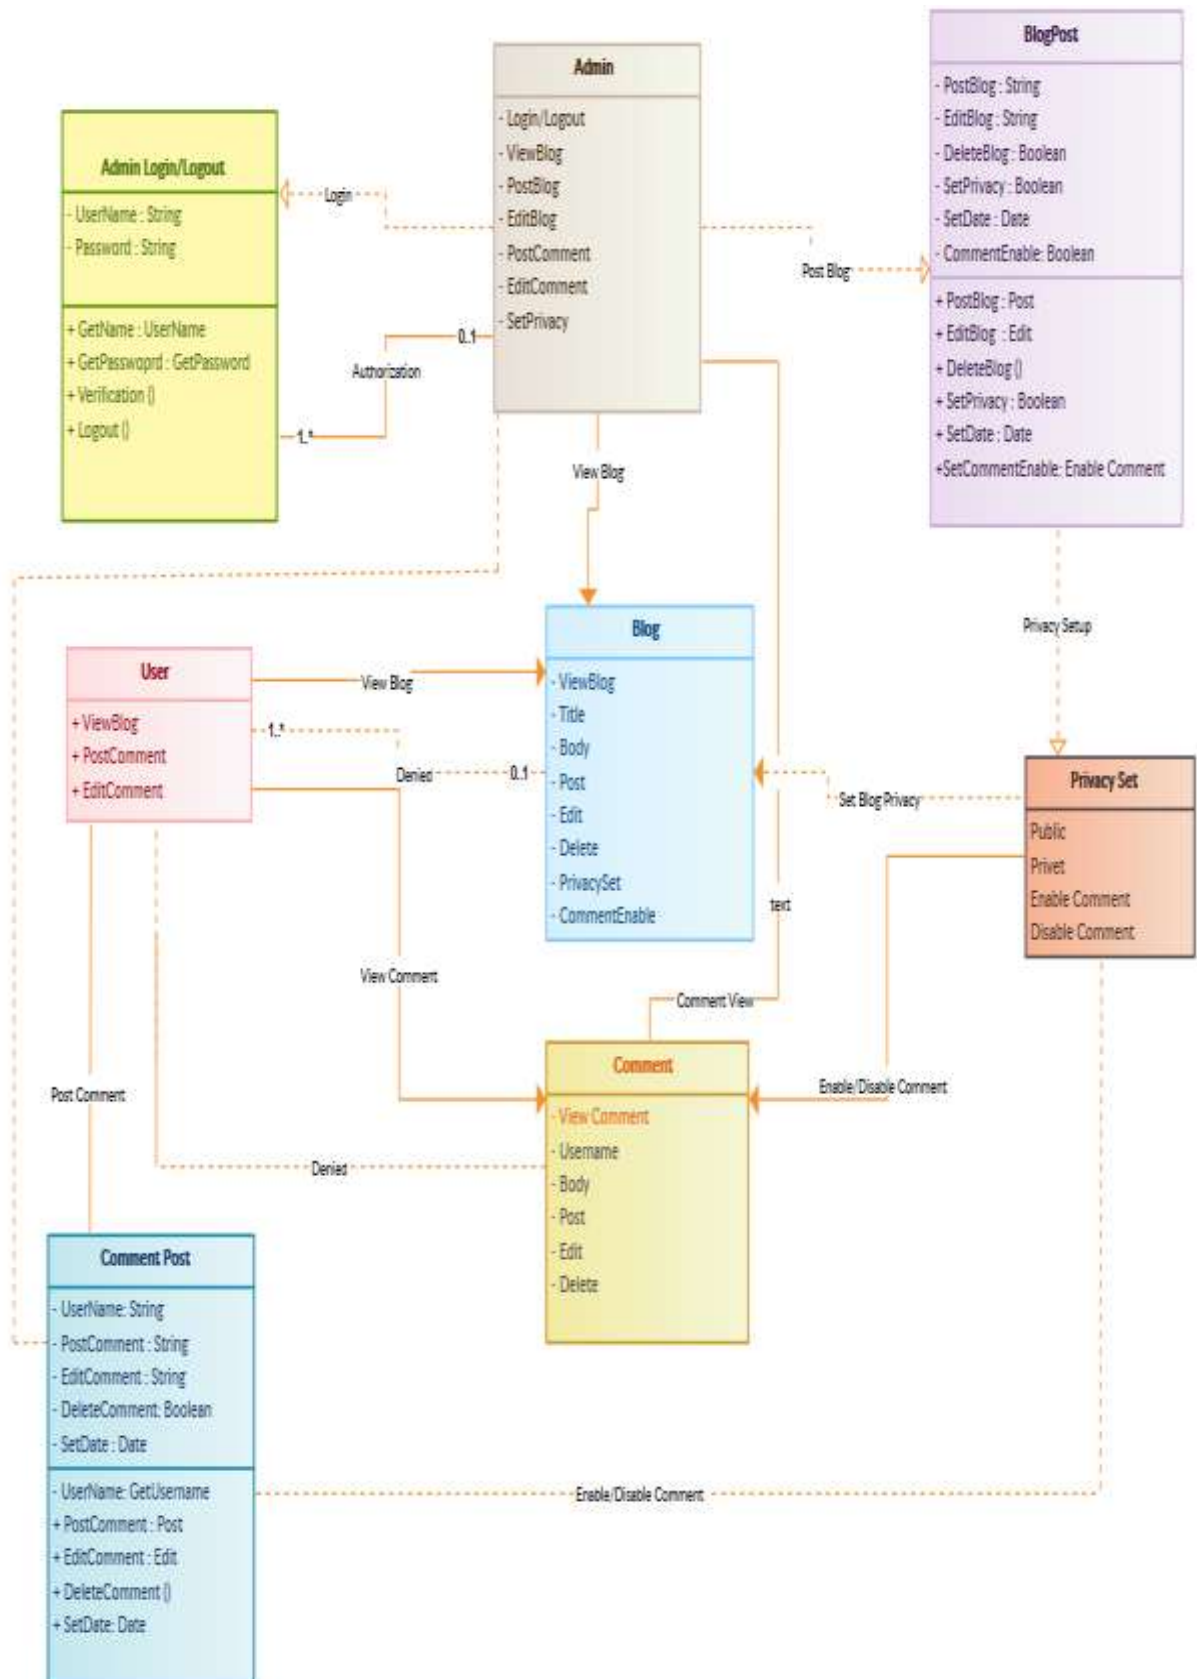 Admin
- Login/Logout
- ViewBlog
- PostBlog
- EditBlog
- PostComment
- EditComment
- SetPrivacy
BlogPost
- PostBlog : String
- EditBlog : String
- DeleteBlog : Boolean
- SetPrivacy : Boolean
- SetDate : Date
- CommentEnable: Boolean
+ PostBlog : Post
+ EditBlog : Edit
+ DeleteBlog ()
+ SetPrivacy : Boolean
+ SetDate : Date
+SetCommentEnable: Enable Comment
Admin Login/Logout
- UserName : String
- Password : String
+ GetName : UserName
+ GetPasswoprd : GetPassword
+ Verification ()
+ Logout ()
Login
Post Blog
0..1
Authorization
1..*
View Blog
Privacy Setup
User
+ ViewBlog
+ PostComment
+ EditComment
View Blog
1..*
Denied
0..1
Blog
- ViewBlog
- Title
- Body
- Post
- Edit
- Delete
- PrivacySet
- CommentEnable
Set Blog Privacy
Privacy Set
Public
Privet
Enable Comment
Disable Comment
text
View Comment
Comment View
Post Comment
Enable/Disable Comment
Denied
Comment
- View Comment
- Username
- Body
- Post
- Edit
- Delete
Comment Post
- UserName: String
- PostComment : String
- EditComment : String
- DeleteComment: Boolean
- SetDate : Date
- UserName: GetUsername
+ PostComment : Post
+ EditComment : Edit
+ DeleteComment ()
+ SetDate: Date
Enable/Disable Comment